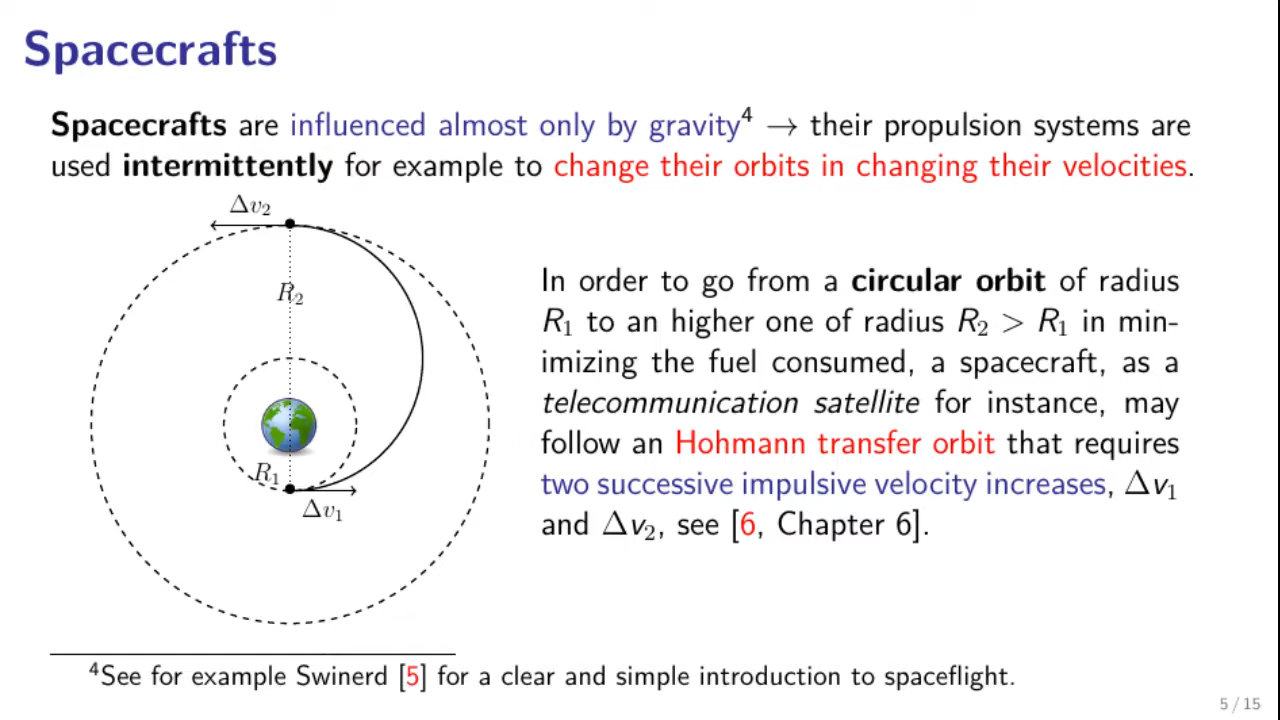 Spacecrafts
Spacecrafts are influenced almost only by gravity⁴ → their propulsion systems are
used intermittently for example to change their orbits in changing their velocities.
Δv₂
R₂
R₁
Δv₁
In order to go from a circular orbit of radius
R₁ to an higher one of radius R₂ > R₁ in min-
imizing the fuel consumed, a spacecraft, as a
telecommunication satellite for instance, may
follow an Hohmann transfer orbit that requires
two successive impulsive velocity increases, Δv₁
and Δv₂, see [6, Chapter 6].
⁴See for example Swinerd [5] for a clear and simple introduction to spaceflight.
5 / 15